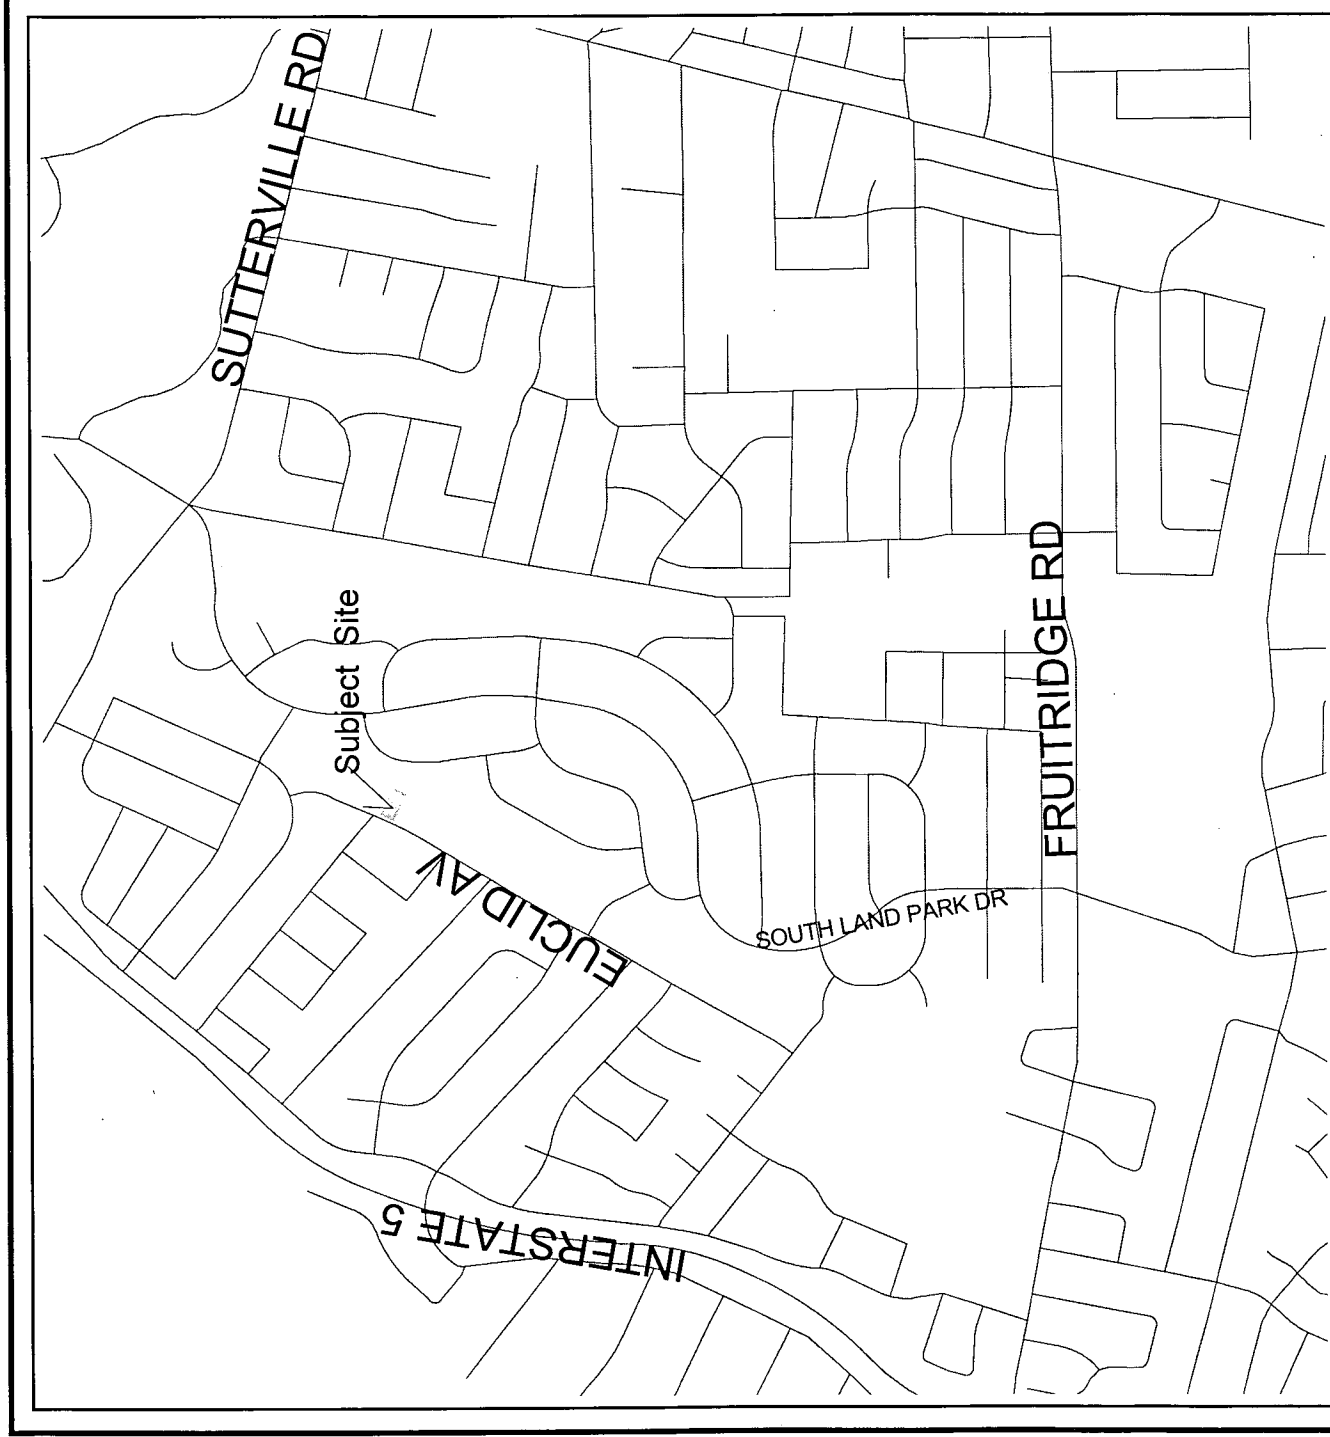 SUTTERVILLE RD
Subject Site
FRUITRIDGE RD
EUCLID AV
SOUTH LAND PARK DR
INTERSTATE 5